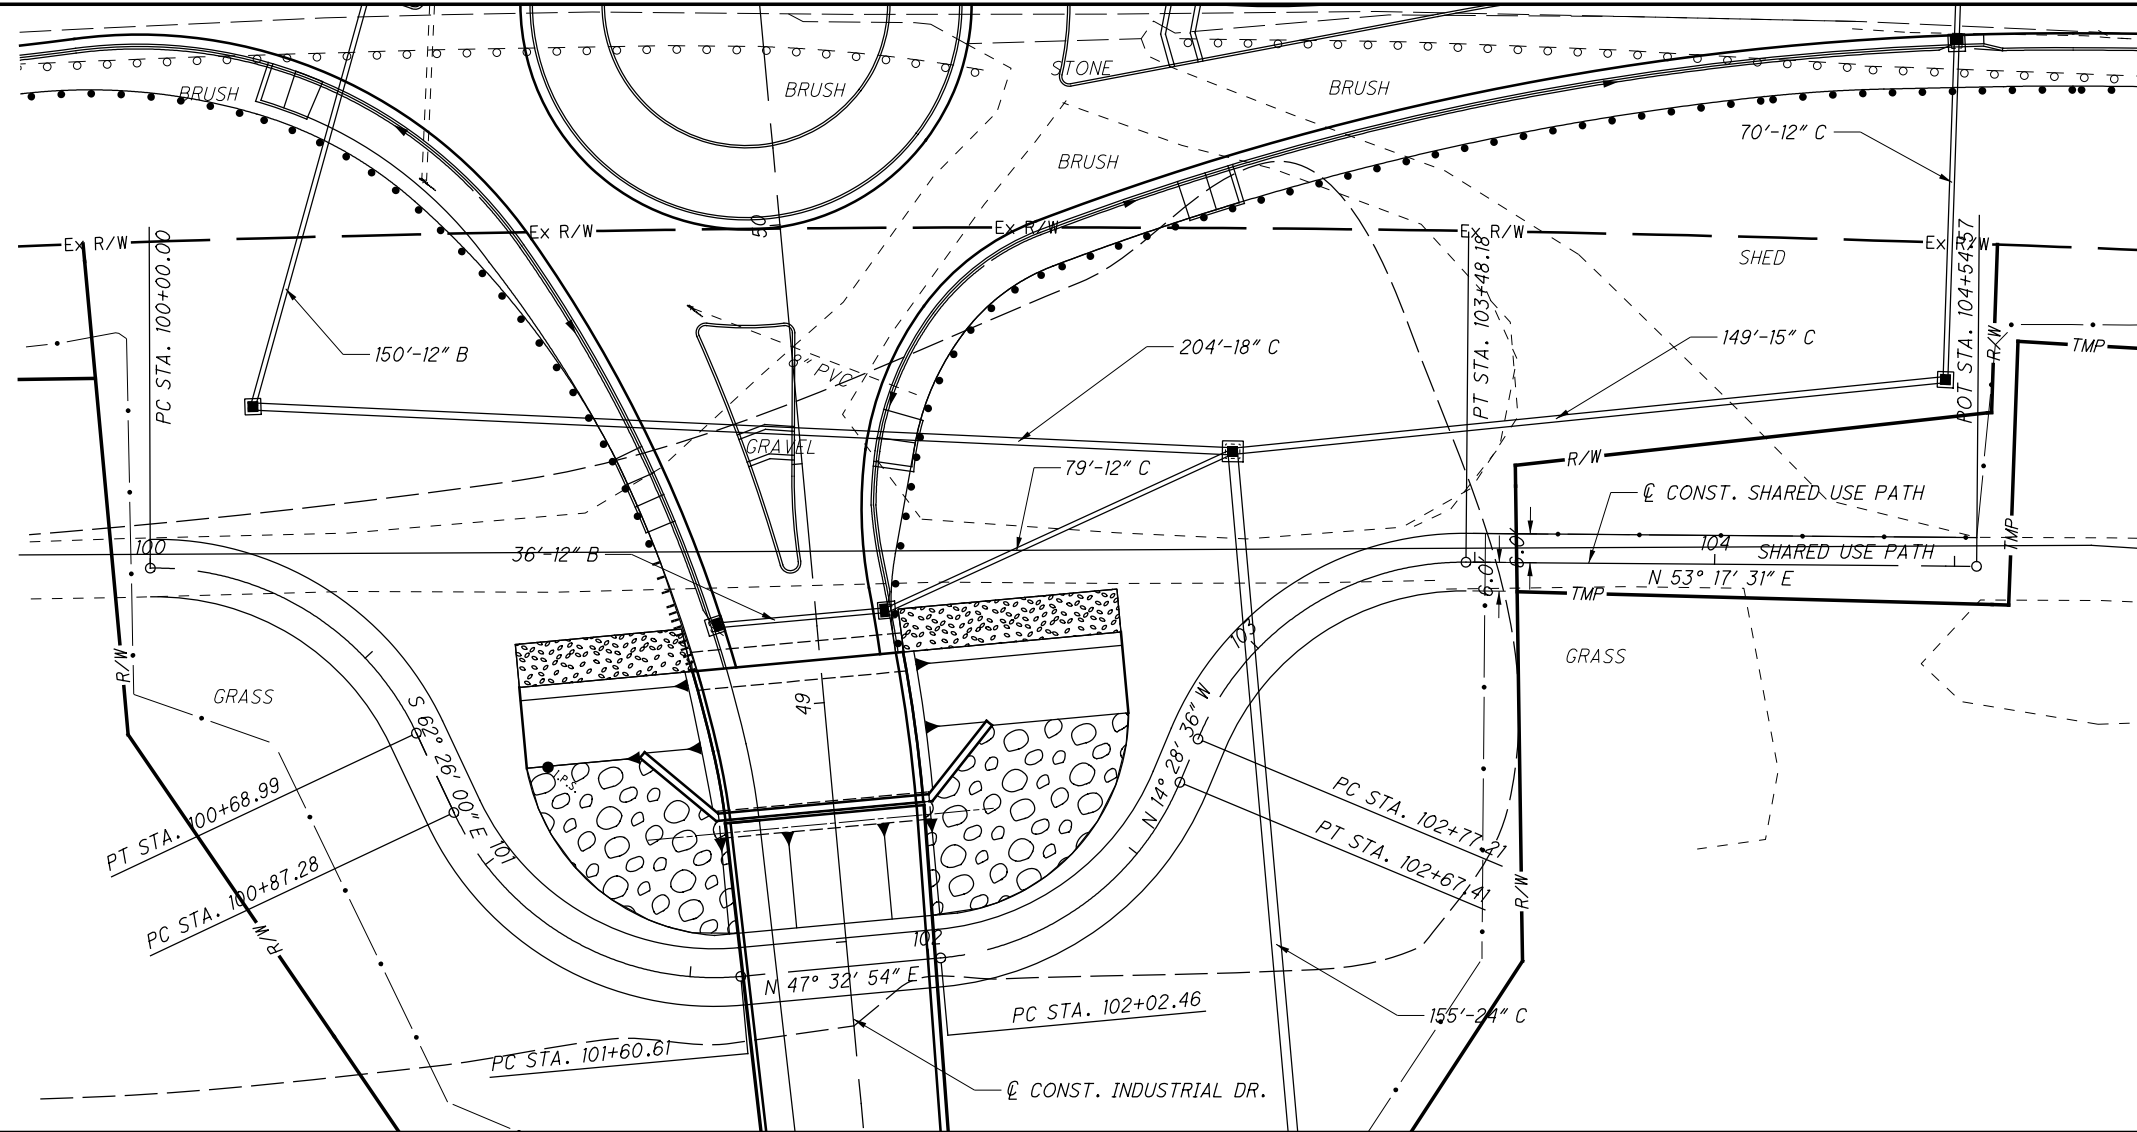 STONE
BRUSH
BRUSH
BRUSH
BRUSH
70'-12" C
50
Ex R/W
Ex R/W
Ex R/W
Ex R/W
Ex R/W
PC STA. 100+00.00
PT STA. 103+48.18
POT STA. 104+54.57
SHED
150'-12" B
204'-18" C
149'-15" C
R/W
TMP
8" PVC
GRAVEL
79'-12" C
R/W
℄ CONST. SHARED USE PATH
100
36'-12" B
6.0'
6.0'
104
SHARED USE PATH
TMP
N 53° 17' 31" E
TMP
103
R/W
GRASS
GRASS
49
S 62° 26' 00" E
N 14° 28' 36" W
I.P.S.
PT STA. 100+68.99
PC STA. 102+77.21
101
PT STA. 102+67.41
PC STA. 100+87.28
R/W
R/W
102
N 47° 32' 54" E
PC STA. 102+02.46
155'-24" C
PC STA. 101+60.61
℄ CONST. INDUSTRIAL DR.